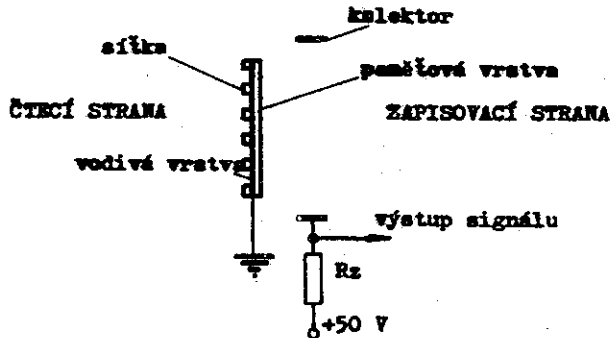 kolektor
síťka
paměťová vrstva
ČTECÍ STRANA
ZAPISOVACÍ STRANA
vodivá vrstva
výstup signálu
Rz
+50 V